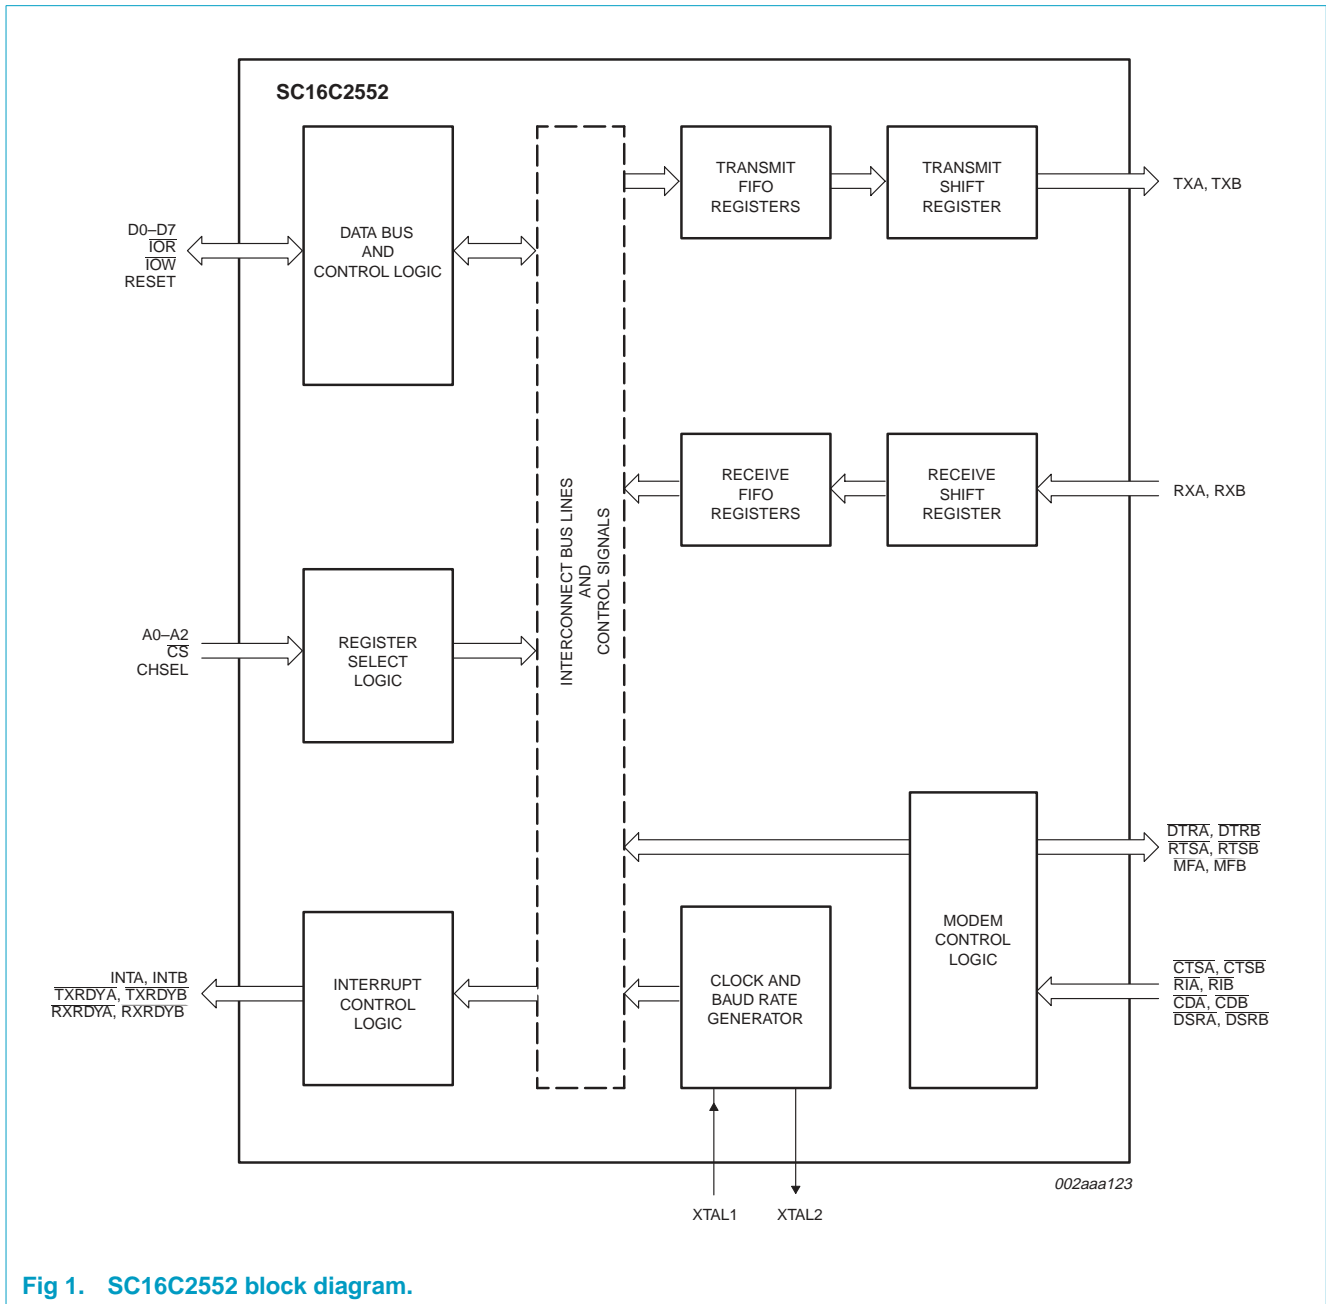 SC16C2552
D0–D7
IOR
IOW
RESET
DATA BUS
AND
CONTROL LOGIC
TRANSMIT
FIFO
REGISTERS
TRANSMIT
SHIFT
REGISTER
TXA, TXB
INTERCONNECT BUS LINES
AND
CONTROL SIGNALS
RECEIVE
FIFO
REGISTERS
RECEIVE
SHIFT
REGISTER
RXA, RXB
A0–A2
CS
CHSEL
REGISTER
SELECT
LOGIC
DTRA, DTRB
RTSA, RTSB
MFA, MFB
MODEM
CONTROL
LOGIC
INTA, INTB
TXRDYA, TXRDYB
RXRDYA, RXRDYB
INTERRUPT
CONTROL
LOGIC
CLOCK AND
BAUD RATE
GENERATOR
CTSA, CTSB
RIA, RIB
CDA, CDB
DSRA, DSRB
XTAL1
XTAL2
002aaa123
Fig 1. SC16C2552 block diagram.